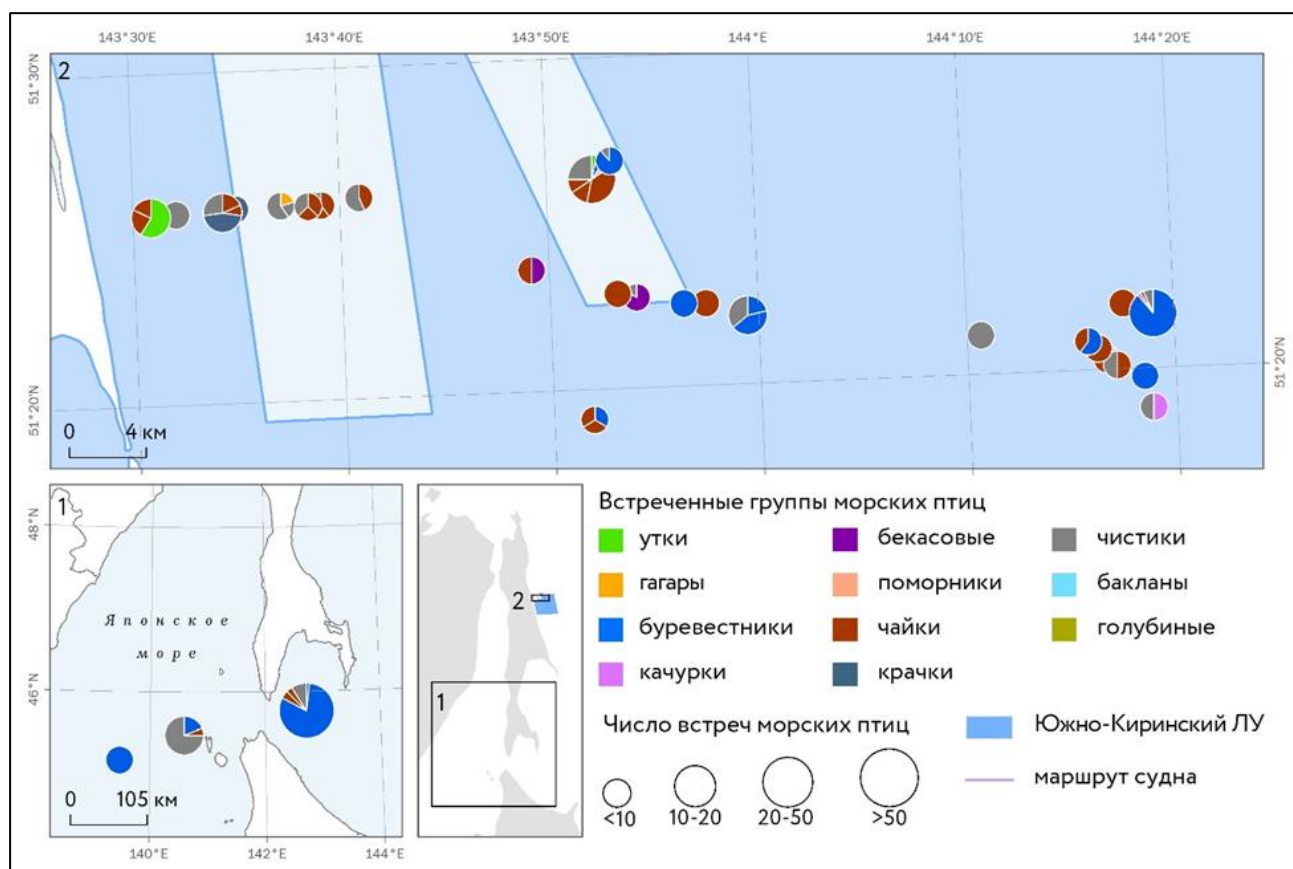 143°30'E 143°40'E 143°50'E 144°E 144°10'E 144°20'E
2
51°30'N
51°20'N
51°20'N
0 4 км
1
48°N
46°N
Японское
море
0 105 км
140°E 142°E 144°E
2
1
Встреченные группы морских птиц
утки бекасовые чистики
гагары поморники бакланы
буревестники чайки голубиные
качурки крачки
Число встреч морских птиц
<10 10-20 20-50 >50
Южно-Киринский ЛУ
маршрут судна